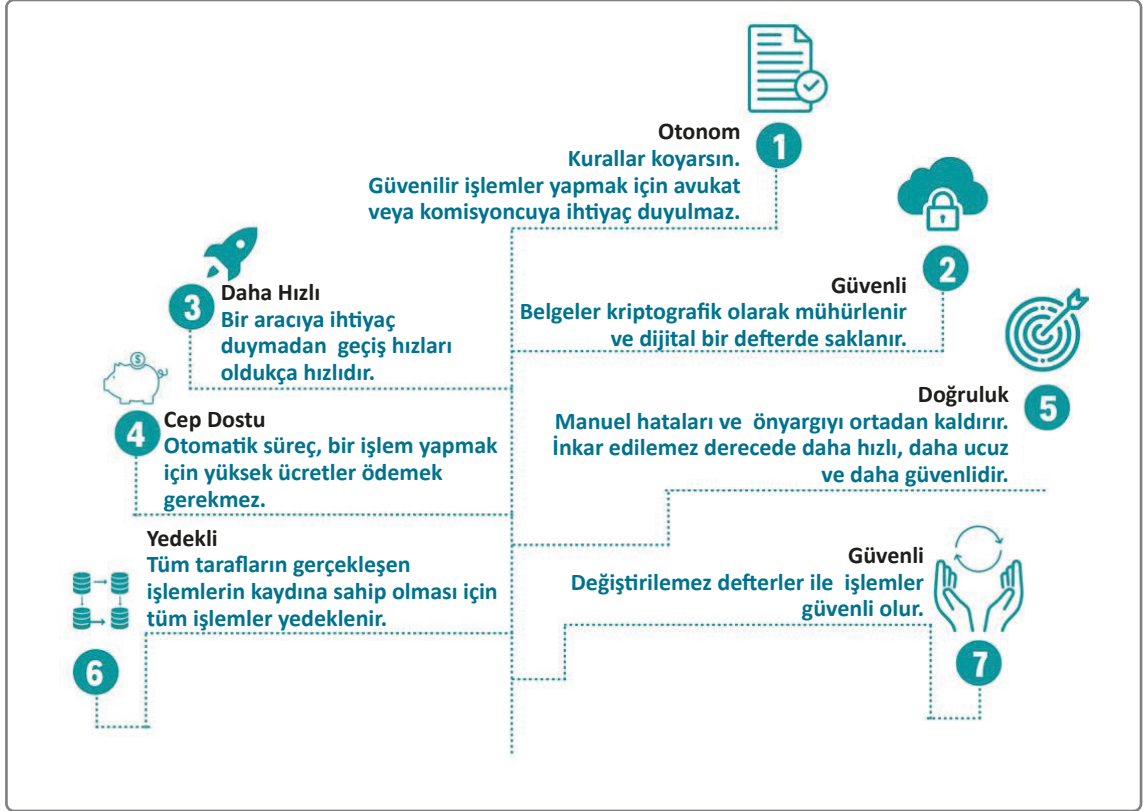 1
Otonom
Kurallar koyarsın.
Güvenilir işlemler yapmak için avukat
veya komisyoncuya ihtiyaç duyulmaz.
2
Güvenli
Belgeler kriptografik olarak mühürlenir
ve dijital bir defterde saklanır.
3
Daha Hızlı
Bir aracıya ihtiyaç
duymadan geçiş hızları
oldukça hızlıdır.
$
4
Cep Dostu
Otomatik süreç, bir işlem yapmak
için yüksek ücretler ödemek
gerekmez.
5
Doğruluk
Manuel hataları ve önyargıyı ortadan kaldırır.
İnkar edilemez derecede daha hızlı, daha ucuz
ve daha güvenlidir.
6
Yedekli
Tüm tarafların gerçekleşen
işlemlerin kaydına sahip olması için
tüm işlemler yedeklenir.
7
Güvenli
Değiştirilemez defterler ile işlemler
güvenli olur.